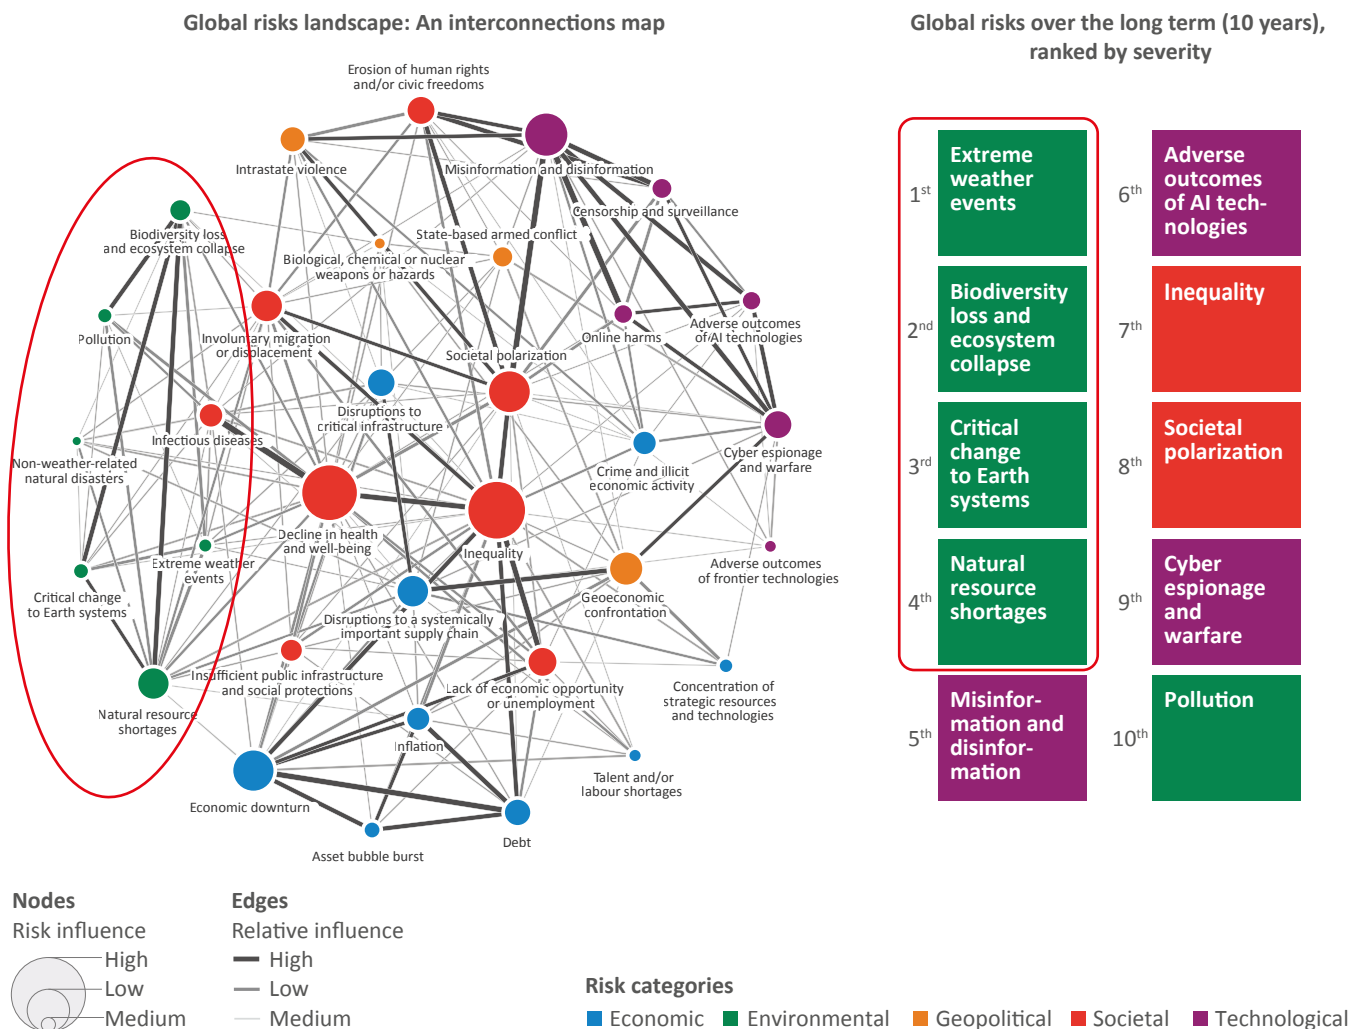 Global risks landscape: An interconnections map
Erosion of human rights
and/or civic freedoms
Intrastate violence
Misinformation and disinformation
Censorship and surveillance
Biodiversity loss
and ecosystem collapse
State-based armed conflict
Biological, chemical or nuclear
weapons or hazards
Pollution
Involuntary migration
or displacement
Online harms
Adverse outcomes
of AI technologies
Societal polarization
Disruptions to
critical infrastructure
Infectious diseases
Non-weather-related
natural disasters
Crime and illicit
economic activity
Cyber espionage
and warfare
Decline in health
and well-being
Inequality
Extreme weather
events
Adverse outcomes
of frontier technologies
Critical change
to Earth systems
Geoeconomic
confrontation
Disruptions to a systemically
important supply chain
Insufficient public infrastructure
and social protections
Lack of economic opportunity
or unemployment
Concentration of
strategic resources
and technologies
Natural resource
shortages
Inflation
Talent and/or
labour shortages
Economic downturn
Debt
Asset bubble burst
Nodes
Risk influence
High
Low
Medium
Edges
Relative influence
High
Low
Medium
Global risks over the long term (10 years),
ranked by severity
1st
Extreme
weather
events
2nd
Biodiversity
loss and
ecosystem
collapse
3rd
Critical
change
to Earth
systems
4th
Natural
resource
shortages
5th
Misinfor-
mation and
disinfor-
mation
6th
Adverse
outcomes
of AI tech-
nologies
7th
Inequality
8th
Societal
polarization
9th
Cyber
espionage
and
warfare
10th
Pollution
Risk categories
Economic
Environmental
Geopolitical
Societal
Technological